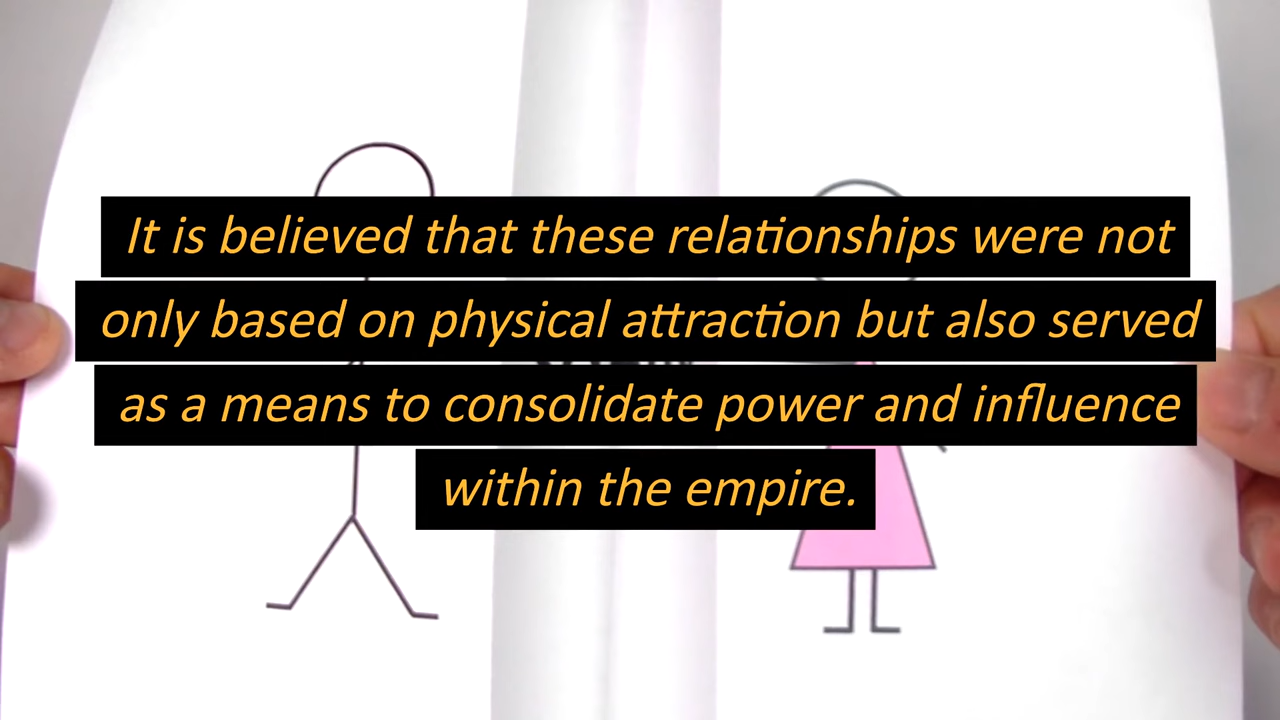 It is believed that these relationships were not
only based on physical attraction but also served
as a means to consolidate power and influence
within the empire.